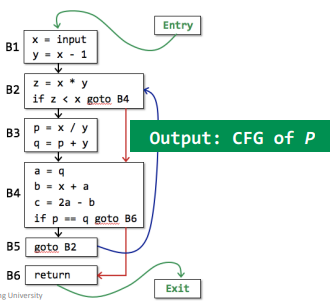 Entry
B1
x = input
y = x - 1
B2
z = x * y
if z < x goto B4
B3
p = x / y
q = p + y
Output: CFG of P
B4
a = q
b = x + a
c = 2a - b
if p == q goto B6
B5
goto B2
B6
return
Exit
ng University